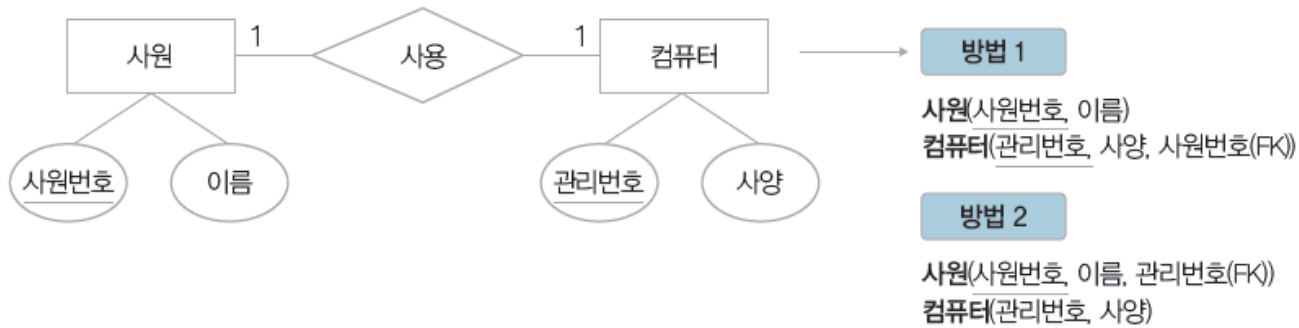 사원
1
사용
1
컴퓨터
사원번호
이름
관리번호
사양
방법 1
사원(사원번호, 이름)
컴퓨터(관리번호, 사양, 사원번호(FK))
방법 2
사원(사원번호, 이름, 관리번호(FK))
컴퓨터(관리번호, 사양)